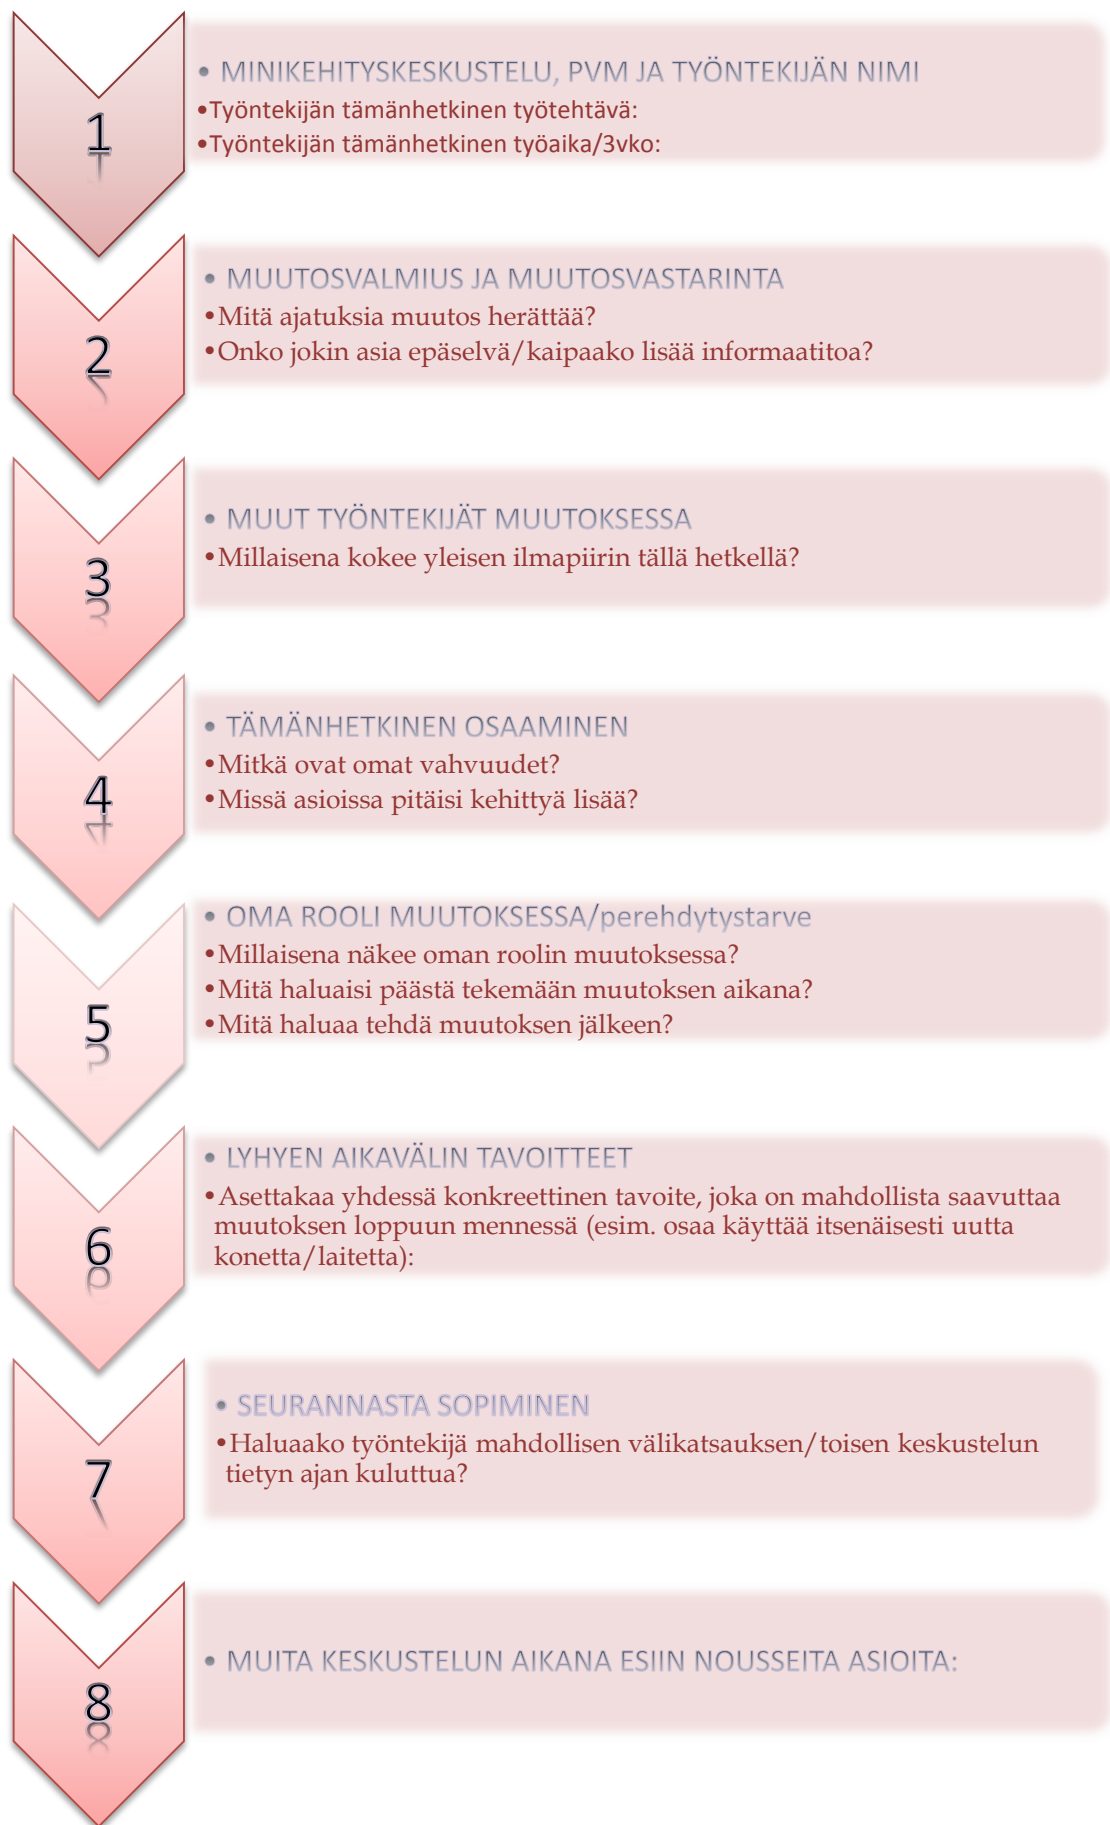 1
• MINIKEHITYSKESKUSTELU, PVM JA TYÖNTEKIJÄN NIMI
•Työntekijän tämänhetkinen työtehtävä:
•Työntekijän tämänhetkinen työaika/3vko:
2
• MUUTOSVALMIUS JA MUUTOSVASTARINTA
•Mitä ajatuksia muutos herättää?
•Onko jokin asia epäselvä/kaipaako lisää informaatitoa?
3
• MUUT TYÖNTEKIJÄT MUUTOKSESSA
•Millaisena kokee yleisen ilmapiirin tällä hetkellä?
4
• TÄMÄNHETKINEN OSAAMINEN
•Mitkä ovat omat vahvuudet?
•Missä asioissa pitäisi kehittyä lisää?
5
• OMA ROOLI MUUTOKSESSA/perehdytystarve
•Millaisena näkee oman roolin muutoksessa?
•Mitä haluaisi päästä tekemään muutoksen aikana?
•Mitä haluaa tehdä muutoksen jälkeen?
6
• LYHYEN AIKAVÄLIN TAVOITTEET
•Asettakaa yhdessä konkreettinen tavoite, joka on mahdollista saavuttaa
muutoksen loppuun mennessä (esim. osaa käyttää itsenäisesti uutta
konetta/laitetta):
7
• SEURANNASTA SOPIMINEN
•Haluaako työntekijä mahdollisen välikatsauksen/toisen keskustelun
tietyn ajan kuluttua?
8
• MUITA KESKUSTELUN AIKANA ESIIN NOUSSEITA ASIOITA: